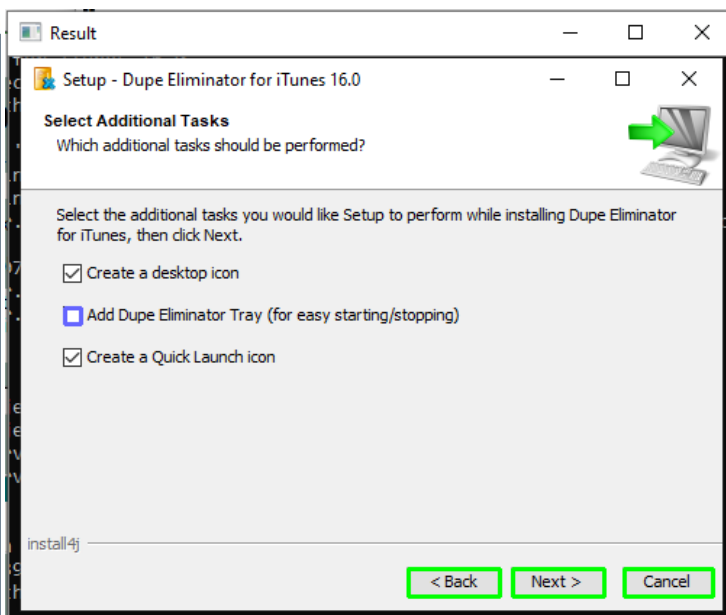 Result
Setup - Dupe Eliminator for iTunes 16.0
Select Additional Tasks
Which additional tasks should be performed?
Select the additional tasks you would like Setup to perform while installing Dupe Eliminator
for iTunes, then click Next.
Create a desktop icon
Add Dupe Eliminator Tray (for easy starting/stopping)
Create a Quick Launch icon
install4j
< Back Next > Cancel